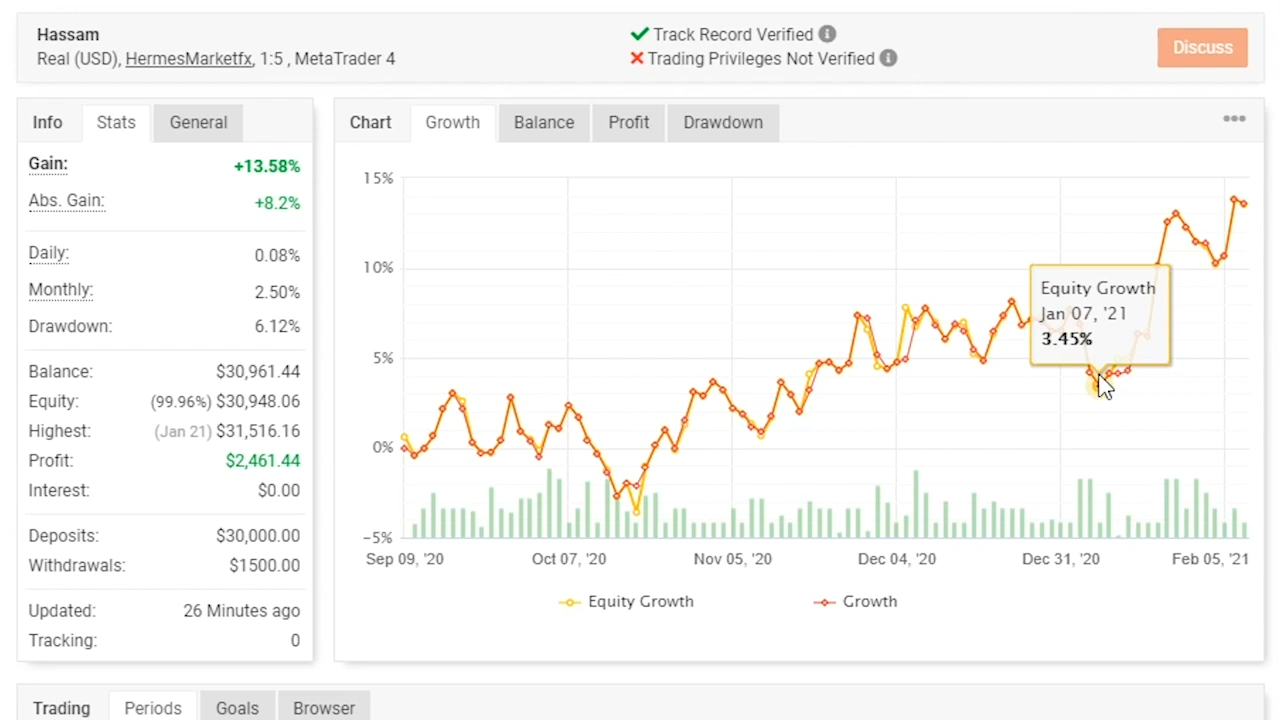 Hassam
Real (USD), HermesMarketfx, 1:5 , MetaTrader 4
Track Record Verified
Trading Privileges Not Verified
Discuss
Info Stats General
Gain: +13.58%
Abs. Gain: +8.2%
Daily: 0.08%
Monthly: 2.50%
Drawdown: 6.12%
Balance: $30,961.44
Equity: (99.96%) $30,948.06
Highest: (Jan 21) $31,516.16
Profit: $2,461.44
Interest: $0.00
Deposits: $30,000.00
Withdrawals: $1500.00
Updated: 26 Minutes ago
Tracking: 0
Chart Growth Balance Profit Drawdown
15%
10%
5%
0%
-5%
Equity Growth
Jan 07, '21
3.45%
Sep 09, '20 Oct 07, '20 Nov 05, '20 Dec 04, '20 Dec 31, '20 Feb 05, '21
Equity Growth Growth
Trading Periods Goals Browser